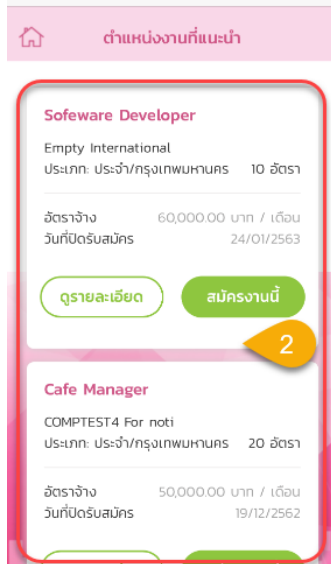 ตำแหน่งงานที่แนะนำ
Sofeware Developer
Empty International
ประเภท: ประจำ/กรุงเทพมหานคร 10 อัตรา
อัตราจ้าง 60,000.00 บาท / เดือน
วันที่ปิดรับสมัคร 24/01/2563
ดูรายละเอียด สมัครงานนี้
2
Cafe Manager
COMPTEST4 For noti
ประเภท: ประจำ/กรุงเทพมหานคร 20 อัตรา
อัตราจ้าง 50,000.00 บาท / เดือน
วันที่ปิดรับสมัคร 19/12/2562